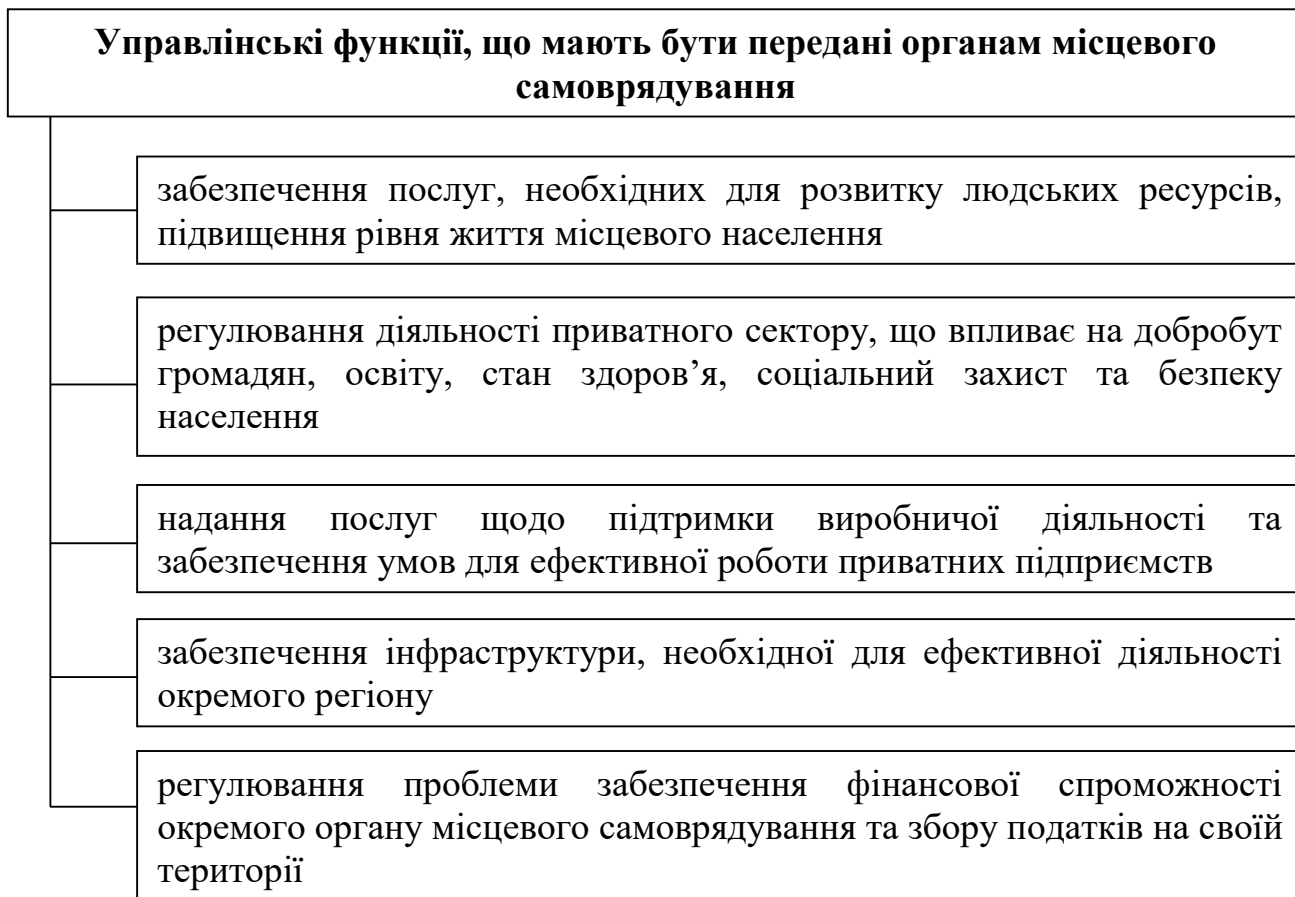 Управлінські функції, що мають бути передані органам місцевого
самоврядування
забезпечення послуг, необхідних для розвитку людських ресурсів,
підвищення рівня життя місцевого населення
регулювання діяльності приватного сектору, що впливає на добробут
громадян, освіту, стан здоров’я, соціальний захист та безпеку
населення
надання послуг щодо підтримки виробничої діяльності та
забезпечення умов для ефективної роботи приватних підприємств
забезпечення інфраструктури, необхідної для ефективної діяльності
окремого регіону
регулювання проблеми забезпечення фінансової спроможності
окремого органу місцевого самоврядування та збору податків на своїй
території